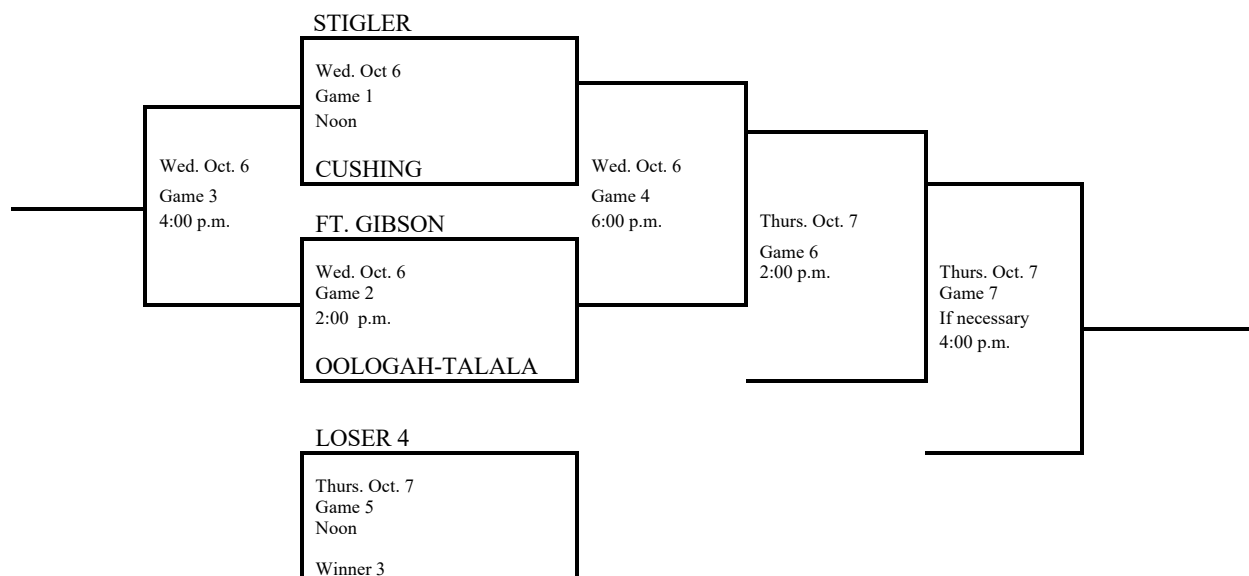 STIGLER
Wed. Oct 6
Game 1
Noon
CUSHING
Wed. Oct. 6
Game 3
4:00 p.m.
Wed. Oct. 6
Game 4
6:00 p.m.
FT. GIBSON
Wed. Oct. 6
Game 2
2:00  p.m.
OOLOGAH-TALALA
Thurs. Oct. 7
Game 6
2:00 p.m.
Thurs. Oct. 7
Game 7
If necessary
4:00 p.m.
LOSER 4
Thurs. Oct. 7
Game 5
Noon
Winner 3